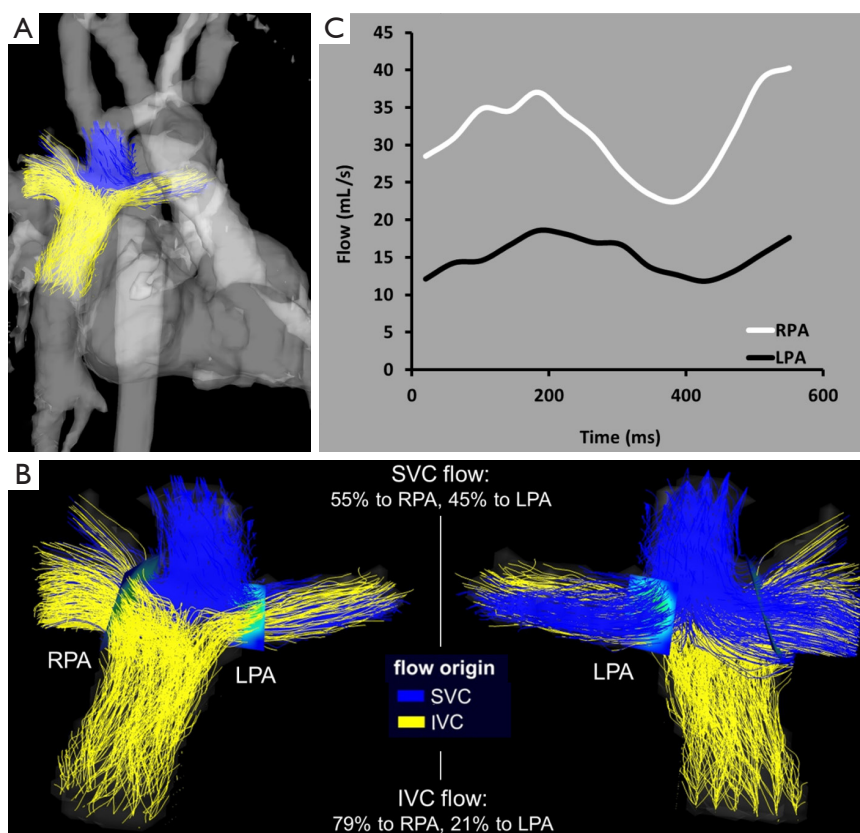 A
C
45
40
35
30
25
20
15
10
5
0
Flow (mL/s)
RPA
LPA
0
200
400
600
Time (ms)
B
SVC flow:
55% to RPA, 45% to LPA
RPA
LPA
LPA
flow origin
SVC
IVC
IVC flow:
79% to RPA, 21% to LPA